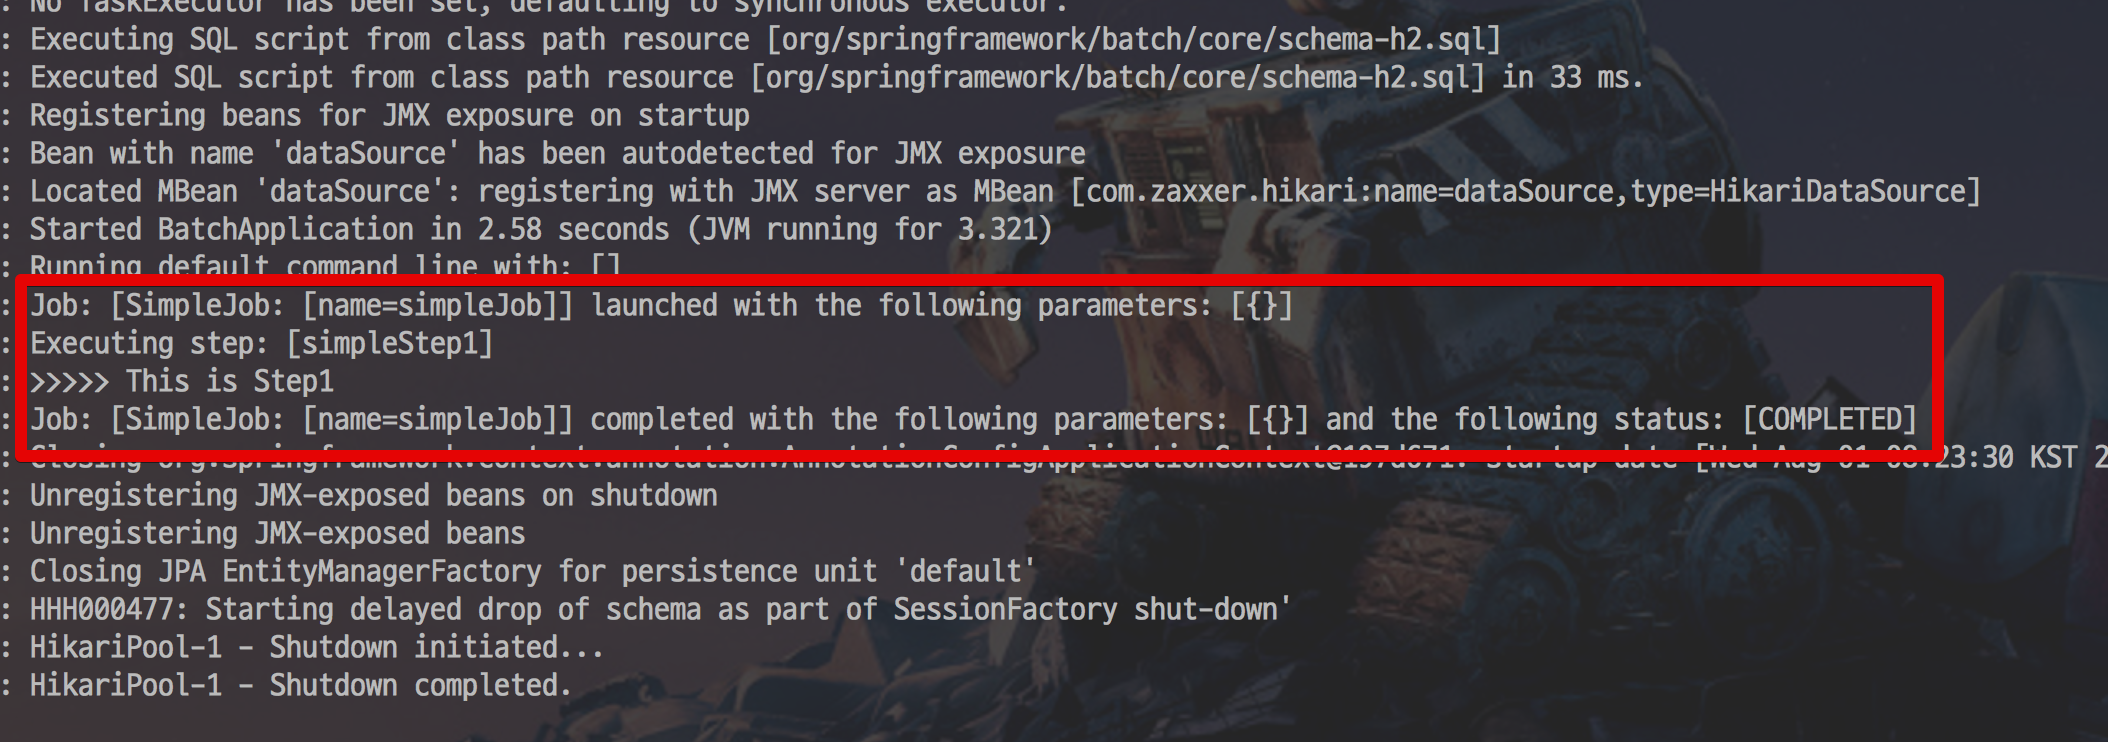 : No TaskExecutor has been set, defaulting to synchronous executor.
: Executing SQL script from class path resource [org/springframework/batch/core/schema-h2.sql]
: Executed SQL script from class path resource [org/springframework/batch/core/schema-h2.sql] in 33 ms.
: Registering beans for JMX exposure on startup
: Bean with name 'dataSource' has been autodetected for JMX exposure
: Located MBean 'dataSource': registering with JMX server as MBean [com.zaxxer.hikari:name=dataSource,type=HikariDataSource]
: Started BatchApplication in 2.58 seconds (JVM running for 3.321)
: Running default command line with: []
: Job: [SimpleJob: [name=simpleJob]] launched with the following parameters: [{}]
: Executing step: [simpleStep1]
: >>>>> This is Step1
: Job: [SimpleJob: [name=simpleJob]] completed with the following parameters: [{}] and the following status: [COMPLETED]
: Closing org.springframework.context.annotation.AnnotationConfigApplicationContext@197d671: startup date [Wed Aug 01 08:23:30 KST 2
: Unregistering JMX-exposed beans on shutdown
: Unregistering JMX-exposed beans
: Closing JPA EntityManagerFactory for persistence unit 'default'
: HHH000477: Starting delayed drop of schema as part of SessionFactory shut-down'
: HikariPool-1 - Shutdown initiated...
: HikariPool-1 - Shutdown completed.